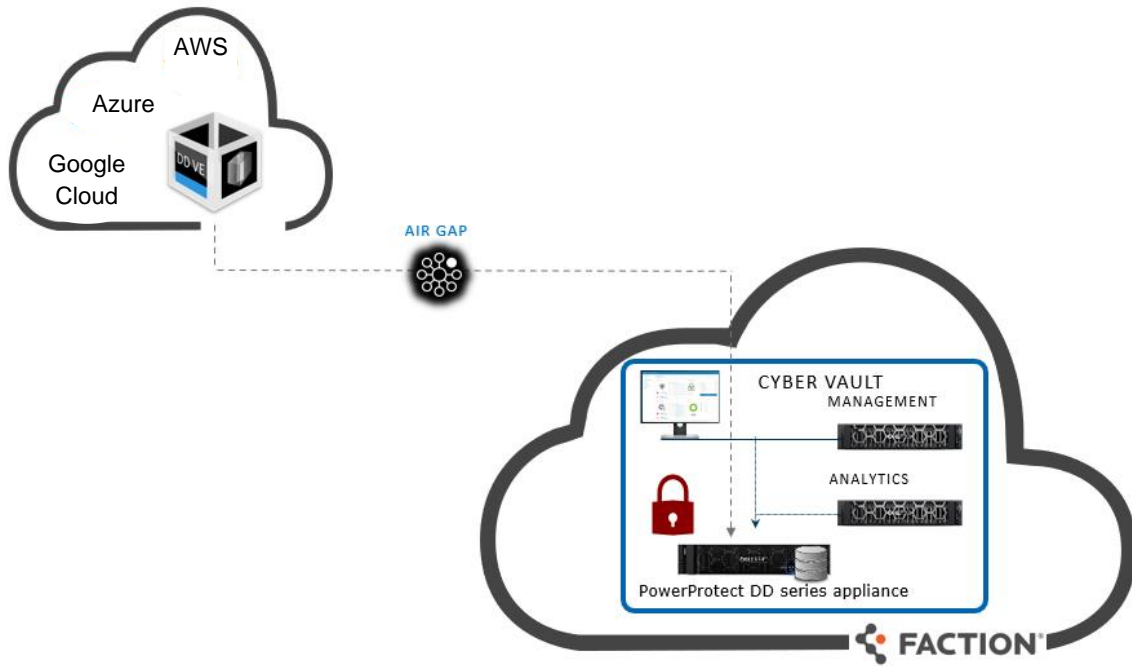 AWS
Azure
Google
Cloud
DD VE
AIR GAP
CYBER VAULT
MANAGEMENT
ANALYTICS
PowerProtect DD series appliance
FACTION